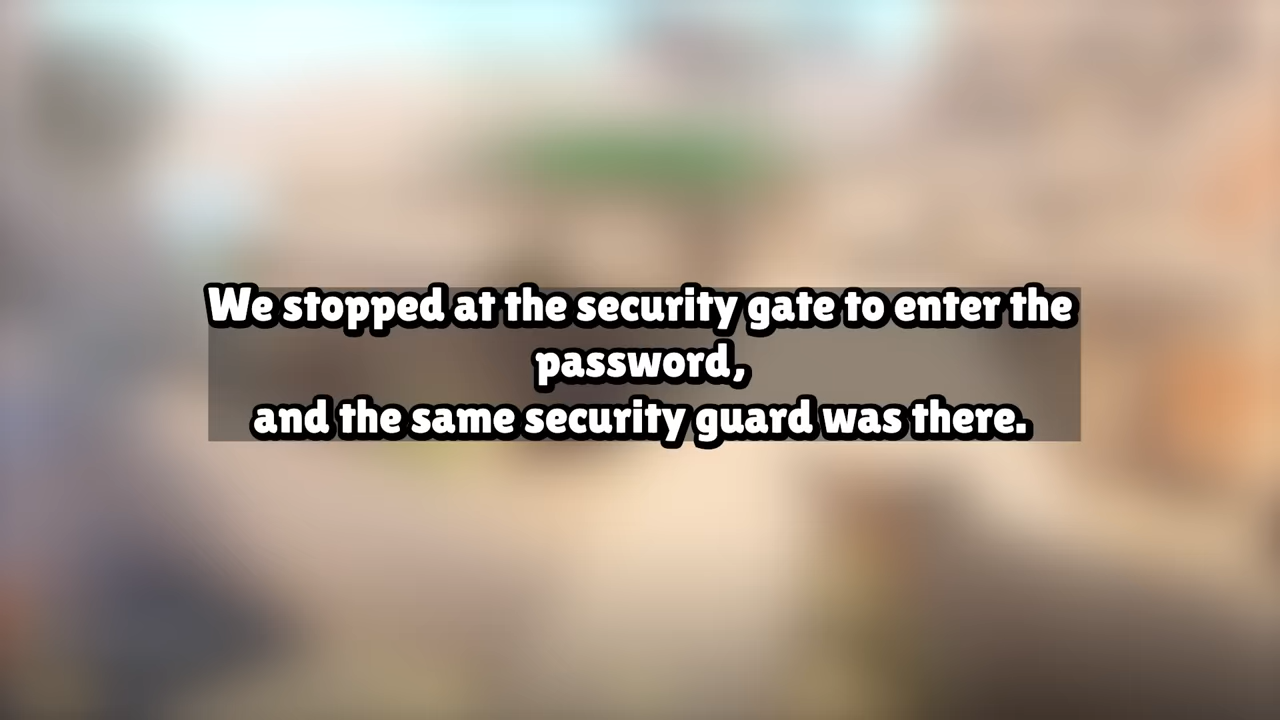 We stopped at the security gate to enter the
password,
and the same security guard was there.